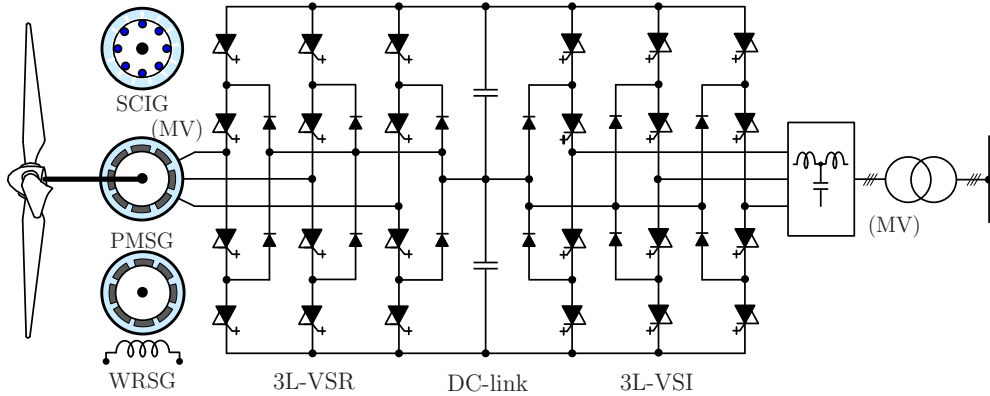 SCIG
(MV)
PMSG
(MV)
WRSG
3L-VSR
DC-link
3L-VSI